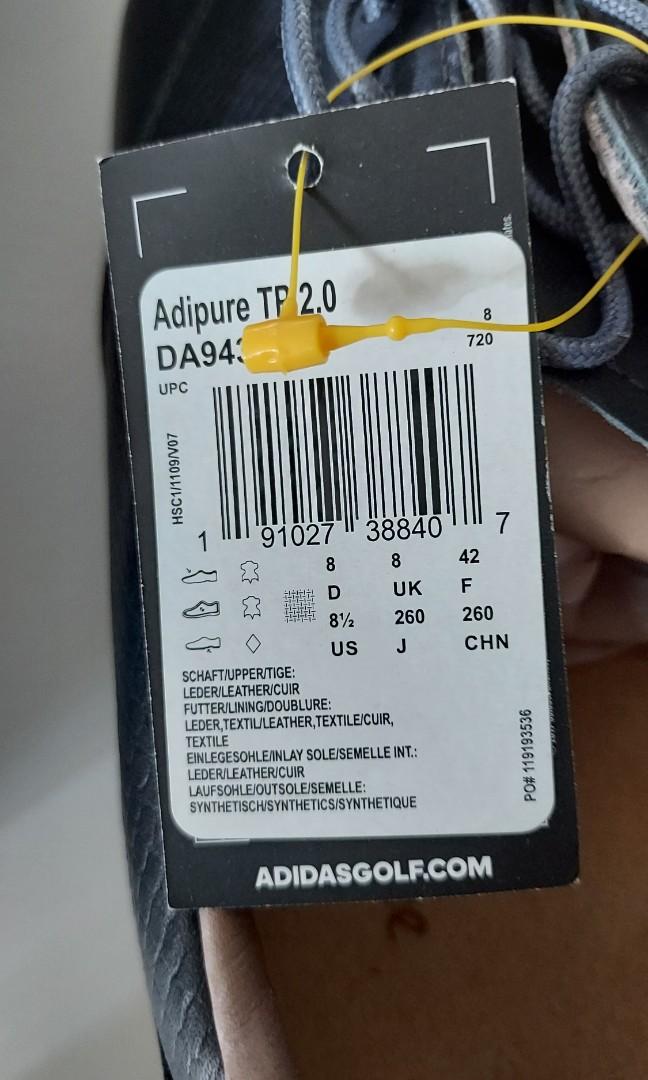 Adipure 2.0
8
720
UPC
HSC1/1109/V07
1 91027 38840 7
8 8 42
D UK F
8½ 260 260
US J CHN
SCHAFT/UPPER/TIGE:
LEDER/LEATHER/CUIR
FUTTER/LINING/DOUBLURE:
LEDER,TEXTIL/LEATHER,TEXTILE/CUIR,
TEXTILE
EINLEGESOHLE/INLAY SOLE/SEMELLE INT.:
LEDER/LEATHER/CUIR
LAUFSOHLE/OUTSOLE/SEMELLE:
SYNTHETISCH/SYNTHETICS/SYNTHETIQUE
PO# 119193536
ADIDASGOLF.COM